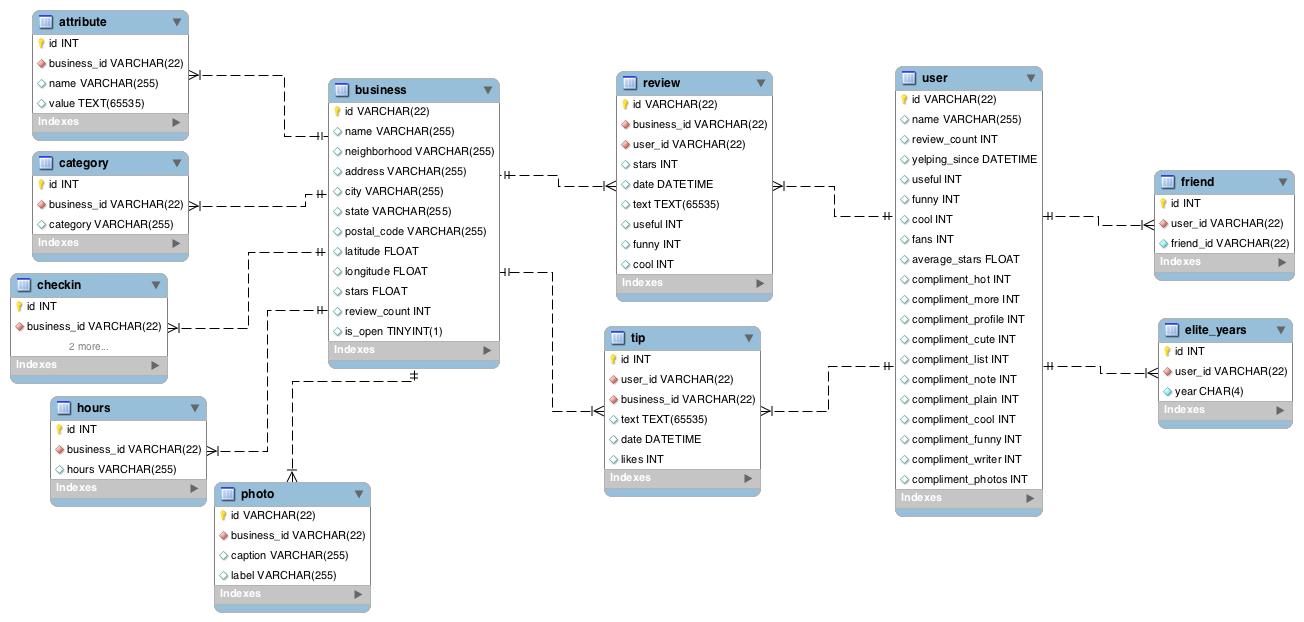 attribute
id INT
business_id VARCHAR(22)
name VARCHAR(255)
value TEXT(65535)
Indexes
category
id INT
business_id VARCHAR(22)
category VARCHAR(255)
Indexes
checkin
id INT
business_id VARCHAR(22)
2 more...
Indexes
hours
id INT
business_id VARCHAR(22)
hours VARCHAR(255)
Indexes
photo
id VARCHAR(22)
business_id VARCHAR(22)
caption VARCHAR(255)
label VARCHAR(255)
Indexes
business
id VARCHAR(22)
name VARCHAR(255)
neighborhood VARCHAR(255)
address VARCHAR(255)
city VARCHAR(255)
state VARCHAR(255)
postal_code VARCHAR(255)
latitude FLOAT
longitude FLOAT
stars FLOAT
review_count INT
is_open TINYINT(1)
Indexes
review
id VARCHAR(22)
business_id VARCHAR(22)
user_id VARCHAR(22)
stars INT
date DATETIME
text TEXT(65535)
useful INT
funny INT
cool INT
Indexes
tip
id INT
user_id VARCHAR(22)
business_id VARCHAR(22)
text TEXT(65535)
date DATETIME
likes INT
Indexes
user
id VARCHAR(22)
name VARCHAR(255)
review_count INT
yelping_since DATETIME
useful INT
funny INT
cool INT
fans INT
average_stars FLOAT
compliment_hot INT
compliment_more INT
compliment_profile INT
compliment_cute INT
compliment_list INT
compliment_note INT
compliment_plain INT
compliment_cool INT
compliment_funny INT
compliment_writer INT
compliment_photos INT
Indexes
friend
id INT
user_id VARCHAR(22)
friend_id VARCHAR(22)
Indexes
elite_years
id INT
user_id VARCHAR(22)
year CHAR(4)
Indexes